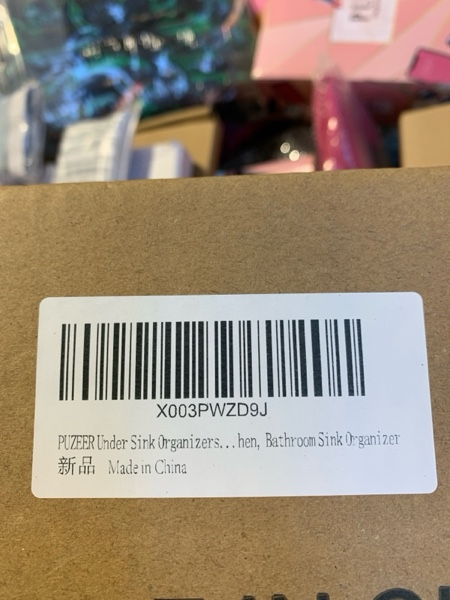 X003PWZD9J
PUZEER Under Sink Organizers...hen, Bathroom Sink Organizer
新品 Made in China